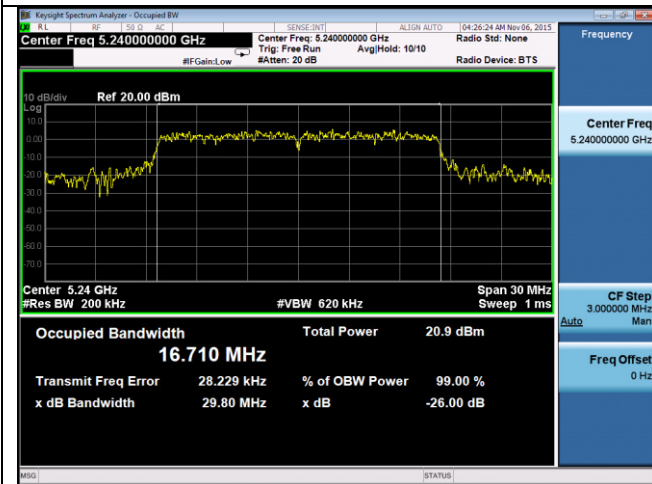 Keysight Spectrum Analyzer - Occupied BW
RL RF 50 Ω AC SENSE:INT ALIGN AUTO 04:26:24 AM Nov 06, 2015
Center Freq 5.240000000 GHz Center Freq: 5.240000000 GHz Radio Std: None
Trig: Free Run Avg|Hold: 10/10
#IFGain:Low #Atten: 20 dB Radio Device: BTS
10 dB/div Ref 20.00 dBm
Log
10.0
0.00
-10.0
-20.0
-30.0
-40.0
-50.0
-60.0
-70.0
Center 5.24 GHz Span 30 MHz
#Res BW 200 kHz #VBW 620 kHz Sweep 1 ms
Occupied Bandwidth Total Power 20.9 dBm
16.710 MHz
Transmit Freq Error 28.229 kHz % of OBW Power 99.00 %
x dB Bandwidth 29.80 MHz x dB -26.00 dB
MSG STATUS
Frequency
Center Freq
5.240000000 GHz
CF Step
3.000000 MHz
Auto Man
Freq Offset
0 Hz